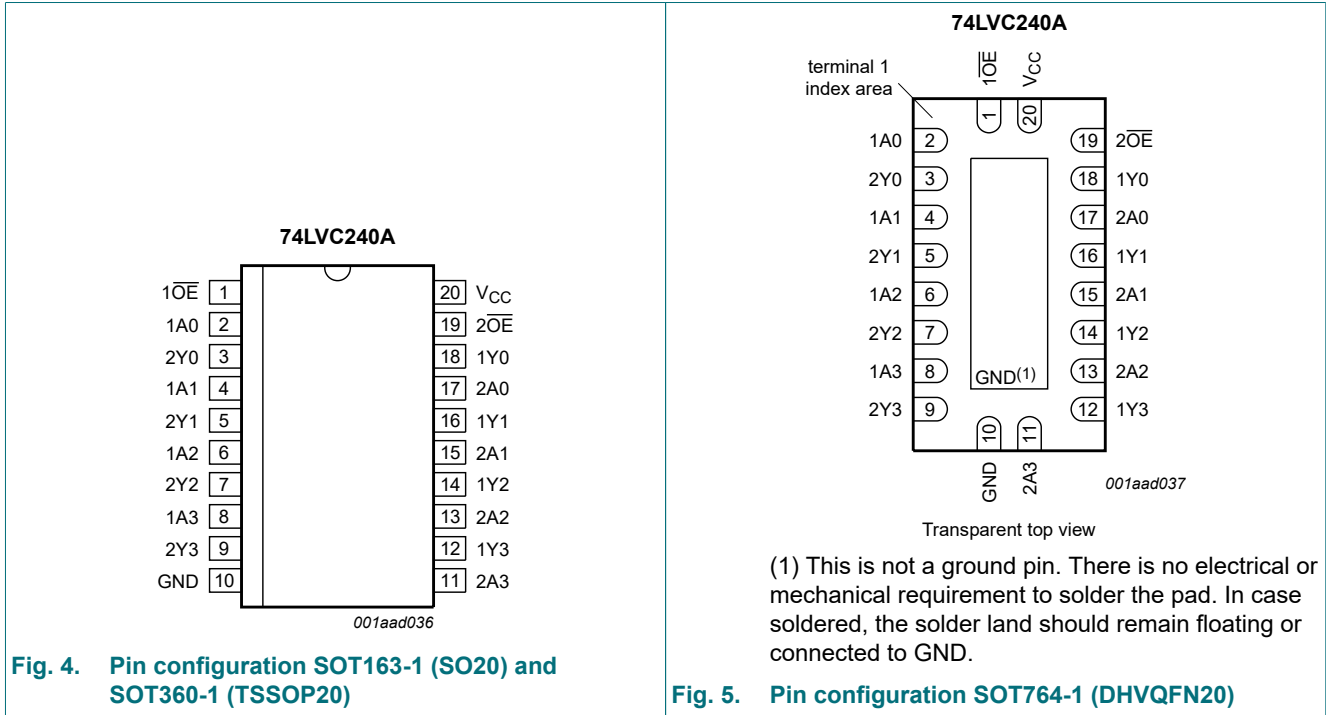 74LVC240A
1OE 1
1A0 2
2Y0 3
1A1 4
2Y1 5
1A2 6
2Y2 7
1A3 8
2Y3 9
GND 10
20 VCC
19 2OE
18 1Y0
17 2A0
16 1Y1
15 2A1
14 1Y2
13 2A2
12 1Y3
11 2A3
001aad036
Fig. 4. Pin configuration SOT163-1 (SO20) and
SOT360-1 (TSSOP20)
74LVC240A
terminal 1
index area
1OE
VCC
1
20
1A0 2
2Y0 3
1A1 4
2Y1 5
1A2 6
2Y2 7
1A3 8
2Y3 9
19 2OE
18 1Y0
17 2A0
16 1Y1
15 2A1
14 1Y2
13 2A2
12 1Y3
GND(1)
10
11
GND
2A3
001aad037
Transparent top view
(1) This is not a ground pin. There is no electrical or
mechanical requirement to solder the pad. In case
soldered, the solder land should remain floating or
connected to GND.
Fig. 5. Pin configuration SOT764-1 (DHVQFN20)